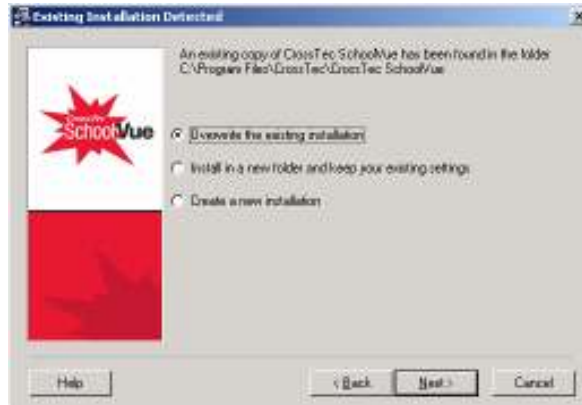 Existing Installation Detected
An existing copy of CrossTec SchoolVue has been found in the folder
C:\Program Files\CrossTec\CrossTec SchoolVue
CrossTec
SchoolVue
Overwrite the existing installation
Install in a new folder and keep your existing settings
Create a new installation
Help
< Back
Next >
Cancel